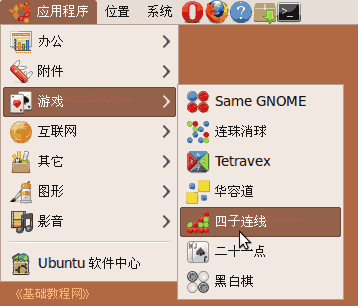 应用程序 位置 系统
办公
附件
游戏
互联网
其它
图形
影音
Ubuntu 软件中心
Same GNOME
连珠消球
Tetravex
华容道
四子连线
二十一点
黑白棋
《基础教程网》